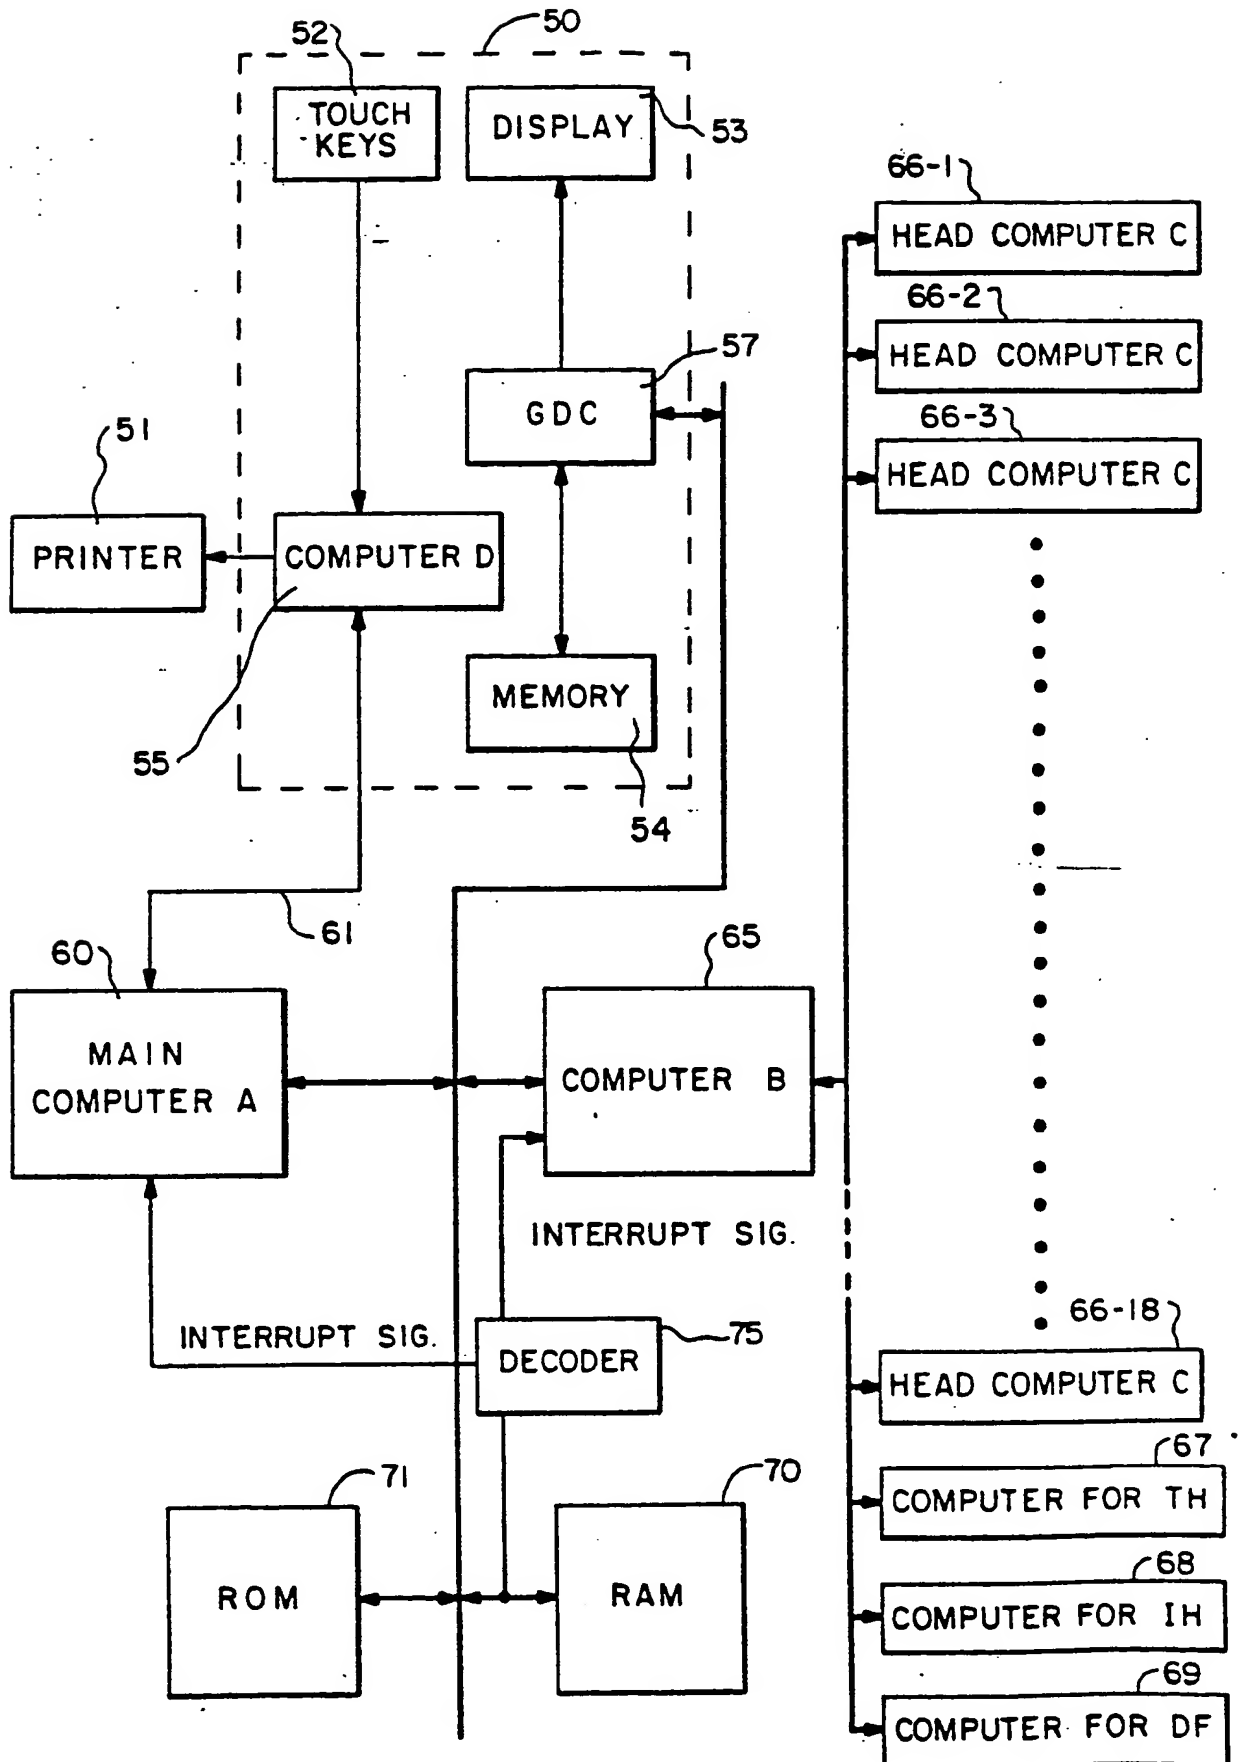 50
52
TOUCH
KEYS
DISPLAY
53
66-1
HEAD COMPUTER C
66-2
HEAD COMPUTER C
57
GDC
66-3
HEAD COMPUTER C
51
PRINTER
COMPUTER D
55
MEMORY
54
61
60
MAIN
COMPUTER A
65
COMPUTER B
INTERRUPT SIG.
INTERRUPT SIG.
75
DECODER
66-18
HEAD COMPUTER C
71
ROM
70
RAM
67
COMPUTER FOR TH
68
COMPUTER FOR IH
69
COMPUTER FOR DF